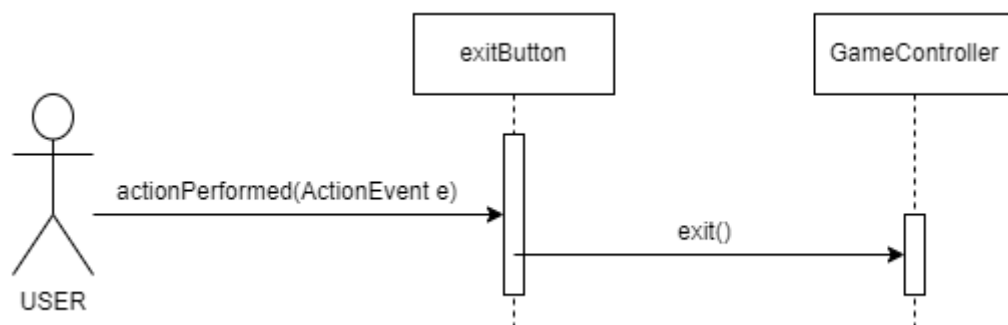 exitButton
GameController
actionPerformed(ActionEvent e)
exit()
USER